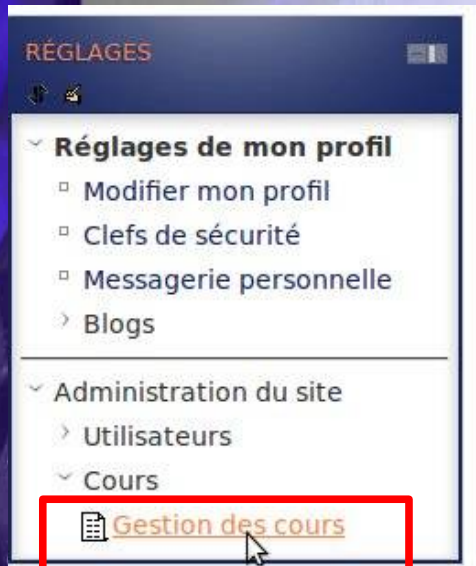 RÉGLAGES
Réglages de mon profil
Modifier mon profil
Clefs de sécurité
Messagerie personnelle
Blogs
Administration du site
Utilisateurs
Cours
Gestion des cours